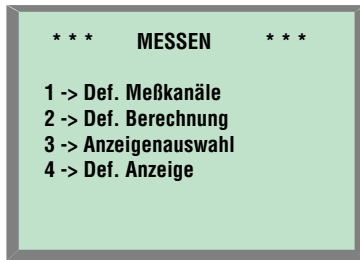 * * * MESSEN * * *
1 -> Def. Meßkanäle
2 -> Def. Berechnung
3 -> Anzeigenauswahl
4 -> Def. Anzeige